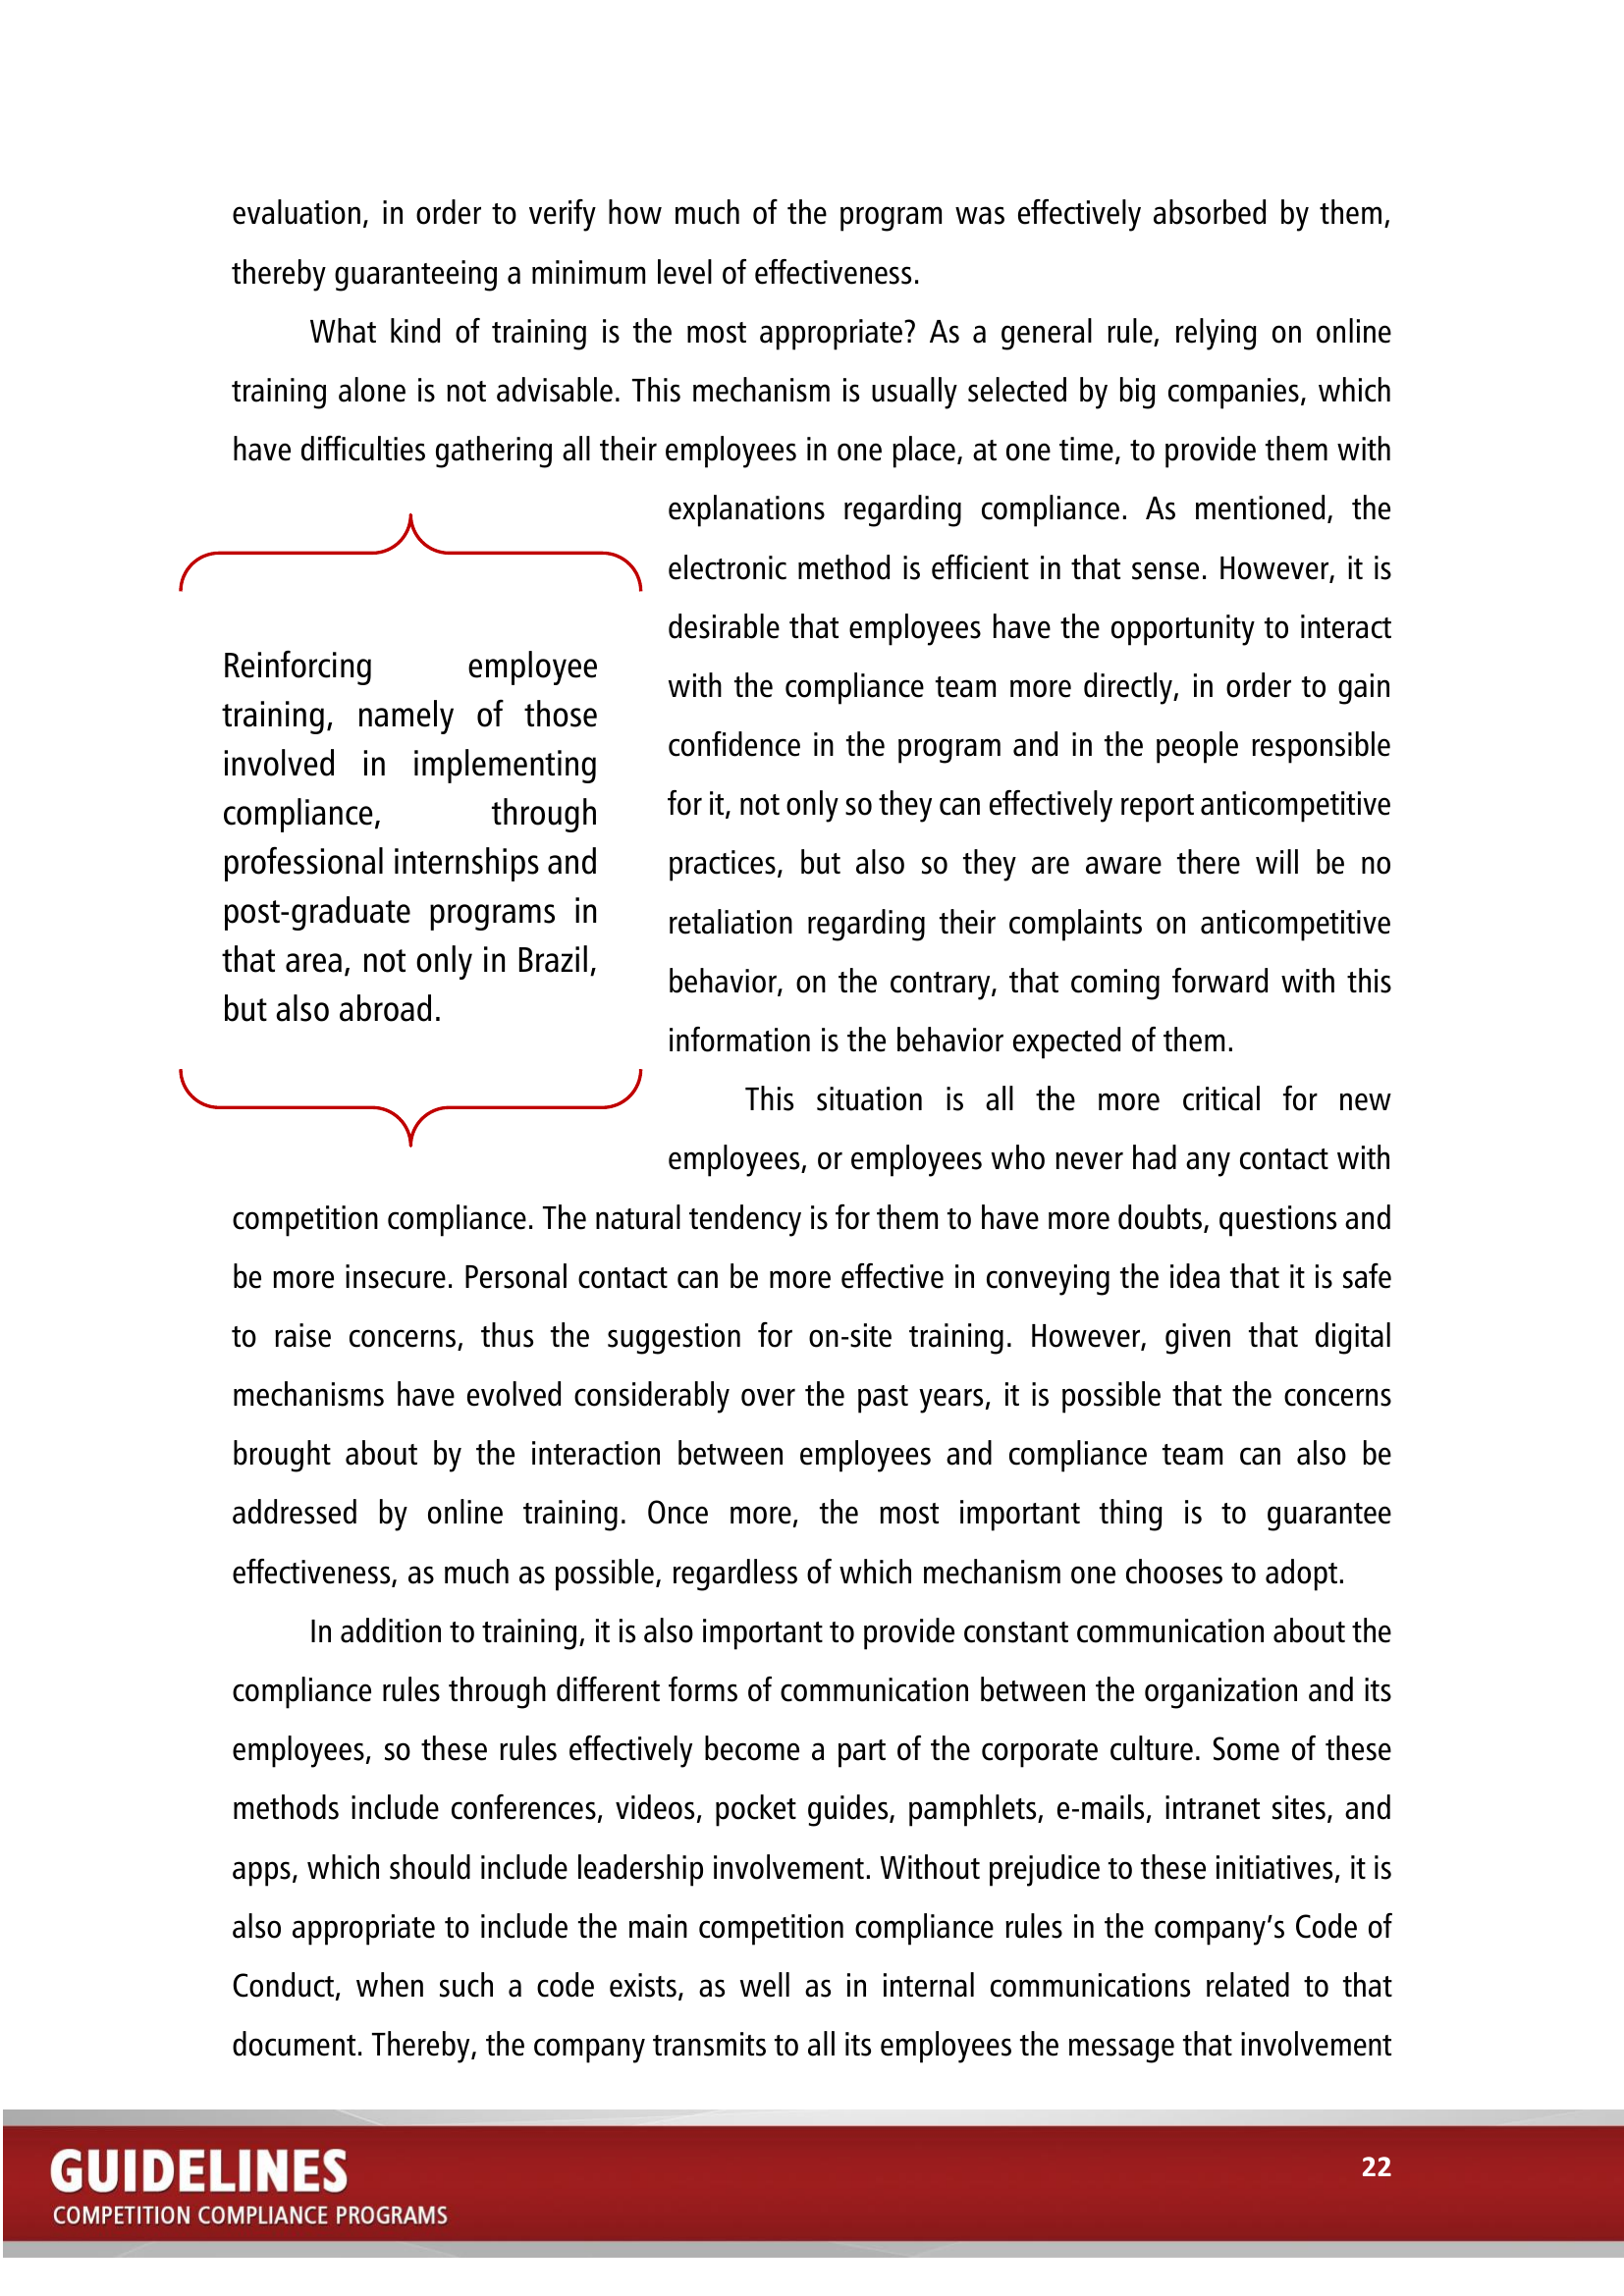 evaluation, in order to verify how much of the program was effectively absorbed by them,
thereby guaranteeing a minimum level of effectiveness.
What kind of training is the most appropriate? As a general rule, relying on online
training alone is not advisable. This mechanism is usually selected by big companies, which
have difficulties gathering all their employees in one place, at one time, to provide them with
explanations regarding compliance. As mentioned, the
electronic method is efficient in that sense. However, it is
desirable that employees have the opportunity to interact
with the compliance team more directly, in order to gain
confidence in the program and in the people responsible
for it, not only so they can effectively report anticompetitive
practices, but also so they are aware there will be no
retaliation regarding their complaints on anticompetitive
behavior, on the contrary, that coming forward with this
information is the behavior expected of them.
Reinforcing employee
training, namely of those
involved in implementing
compliance, through
professional internships and
post-graduate programs in
that area, not only in Brazil,
but also abroad.
This situation is all the more critical for new
employees, or employees who never had any contact with
competition compliance. The natural tendency is for them to have more doubts, questions and
be more insecure. Personal contact can be more effective in conveying the idea that it is safe
to raise concerns, thus the suggestion for on-site training. However, given that digital
mechanisms have evolved considerably over the past years, it is possible that the concerns
brought about by the interaction between employees and compliance team can also be
addressed by online training. Once more, the most important thing is to guarantee
effectiveness, as much as possible, regardless of which mechanism one chooses to adopt.
In addition to training, it is also important to provide constant communication about the
compliance rules through different forms of communication between the organization and its
employees, so these rules effectively become a part of the corporate culture. Some of these
methods include conferences, videos, pocket guides, pamphlets, e-mails, intranet sites, and
apps, which should include leadership involvement. Without prejudice to these initiatives, it is
also appropriate to include the main competition compliance rules in the company’s Code of
Conduct, when such a code exists, as well as in internal communications related to that
document. Thereby, the company transmits to all its employees the message that involvement
GUIDELINES
COMPETITION COMPLIANCE PROGRAMS
22